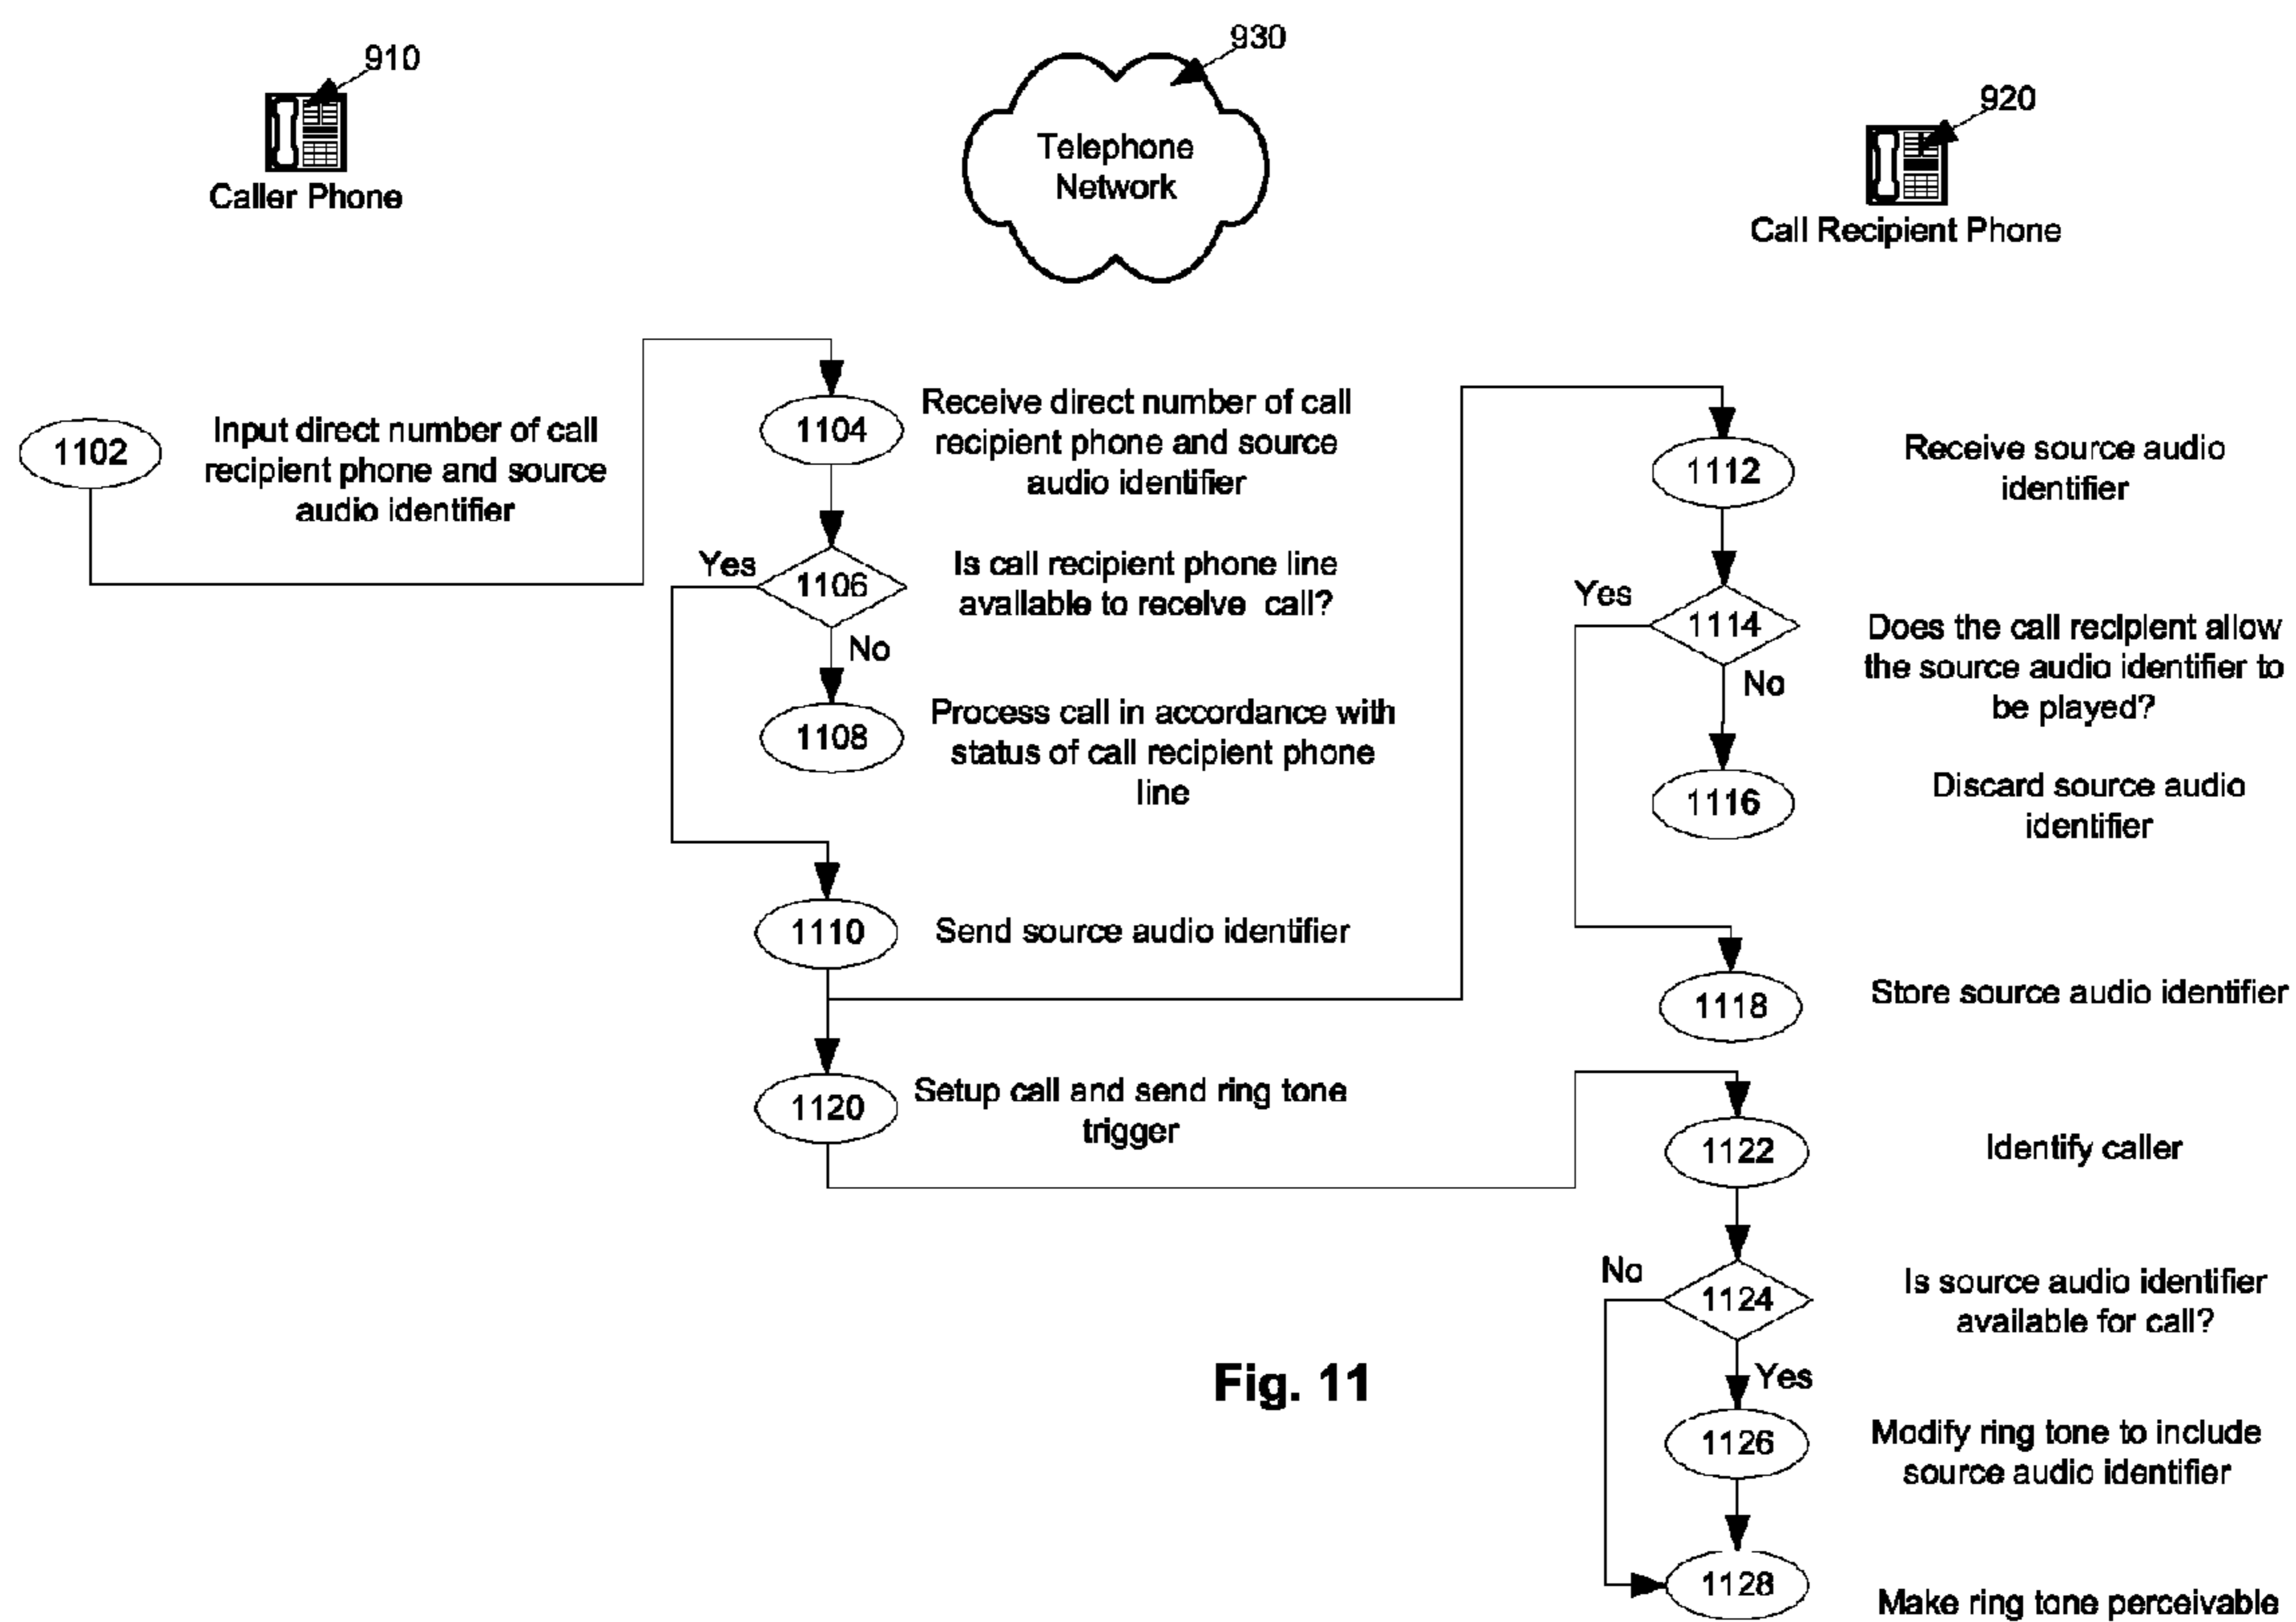 910
Caller Phone
930
Telephone
Network
920
Call Recipient Phone
1102
Input direct number of call
recipient phone and source
audio identifier
1104
Receive direct number of call
recipient phone and source
audio identifier
Yes
1106
No
Is call recipient phone line
available to receive call?
1108
Process call in accordance with
status of call recipient phone
line
1110
Send source audio identifier
1112
Receive source audio
identifier
Yes
1114
No
Does the call recipient allow
the source audio identifier to
be played?
1116
Discard source audio
identifier
1118
Store source audio identifier
1120
Setup call and send ring tone
trigger
1122
Identify caller
No
1124
Yes
Is source audio identifier
available for call?
1126
Modify ring tone to include
source audio identifier
1128
Make ring tone perceivable
Fig. 11